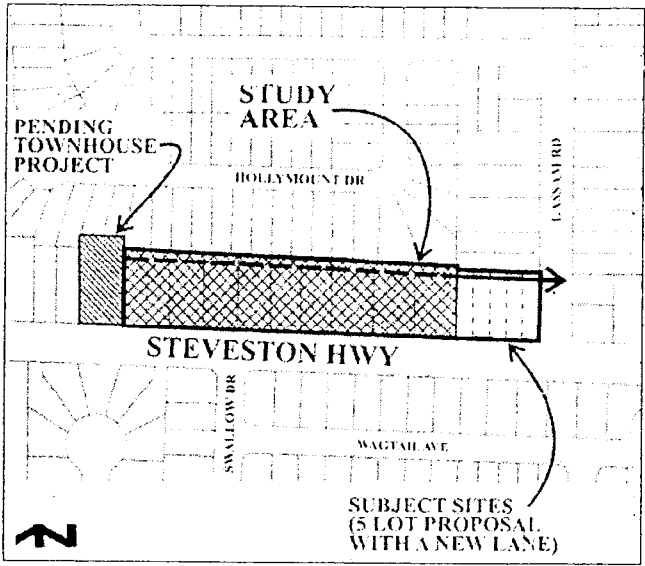 STUDY
AREA
PENDING
TOWNHOUSE
PROJECT
HOLLYMOUNT DR
LASSAM RD
STEVESTON HWY
SWALLOW DR
WAGTAIL AVE
SUBJECT SITES
(5 LOT PROPOSAL
WITH A NEW LANE)
N